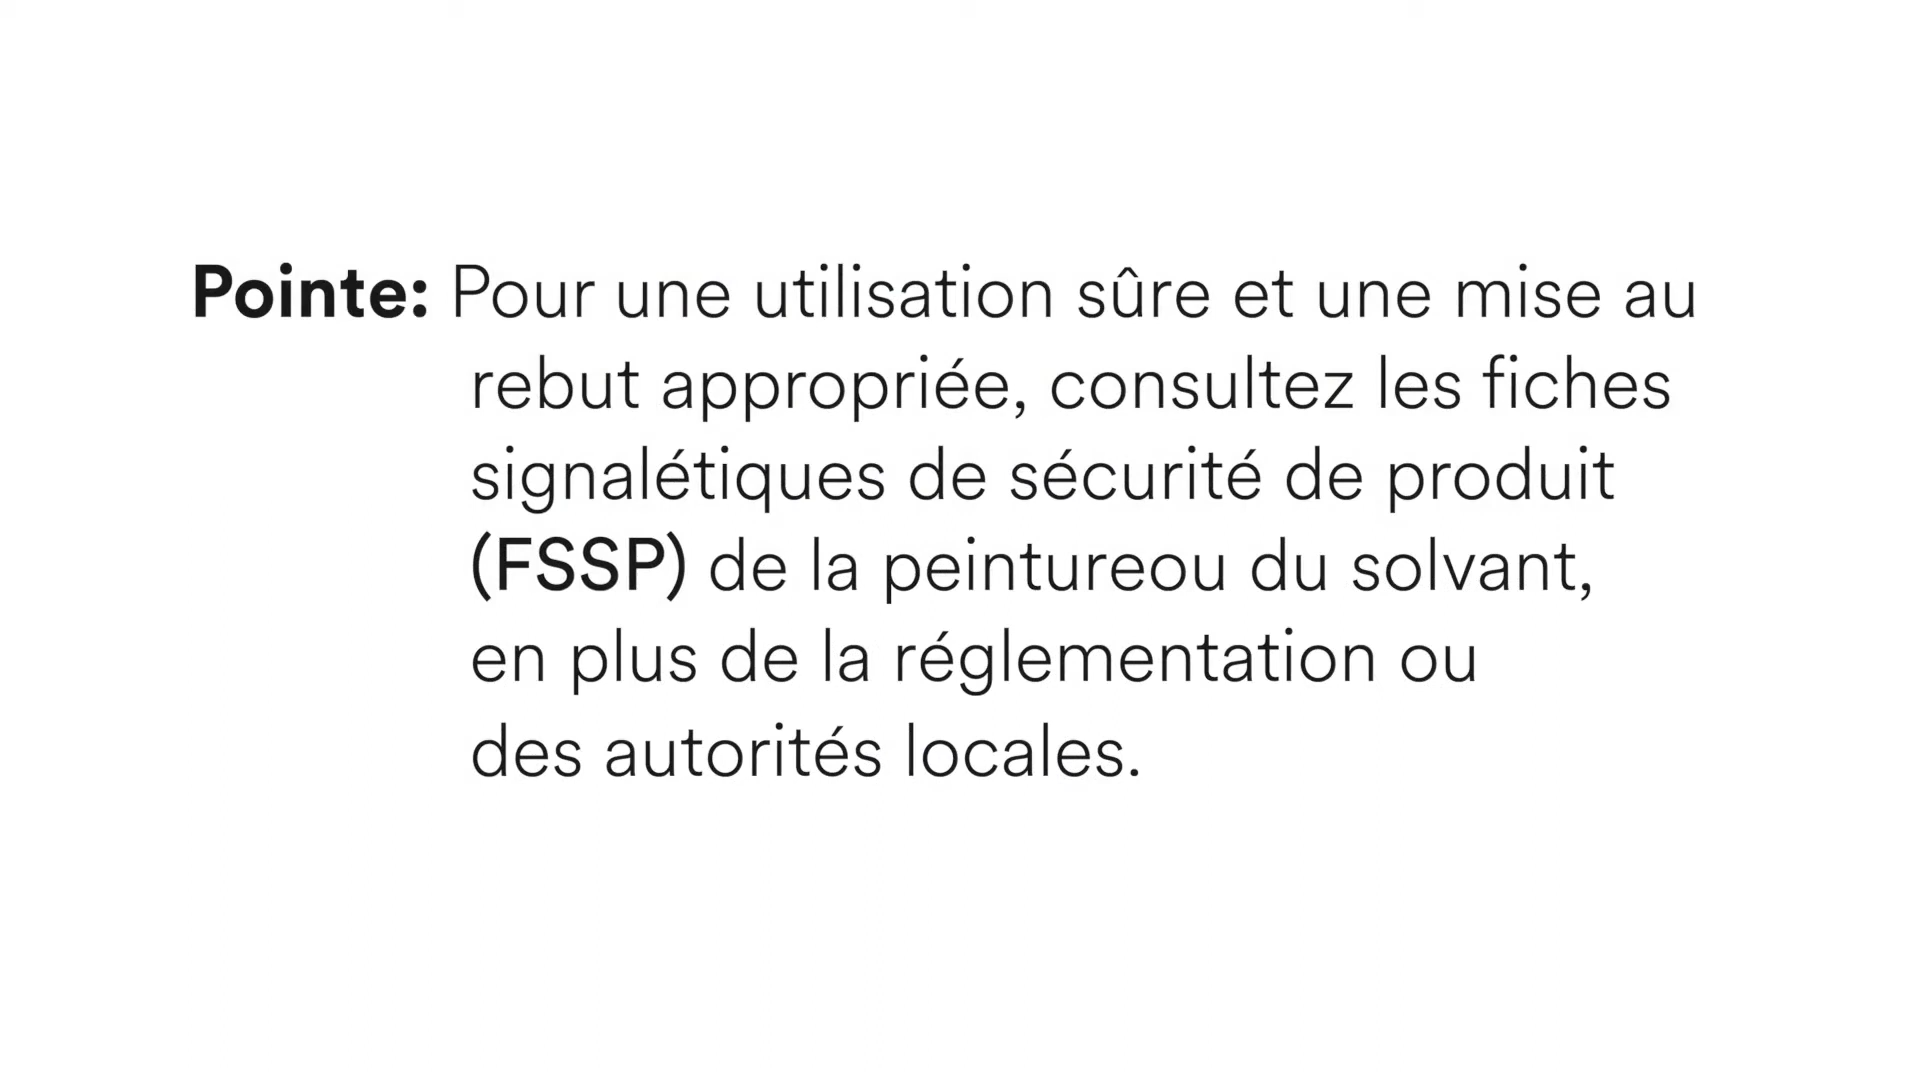 Pointe: Pour une utilisation sûre et une mise au
rebut appropriée, consultez les fiches
signalétiques de sécurité de produit
(FSSP) de la peintureou du solvant,
en plus de la réglementation ou
des autorités locales.